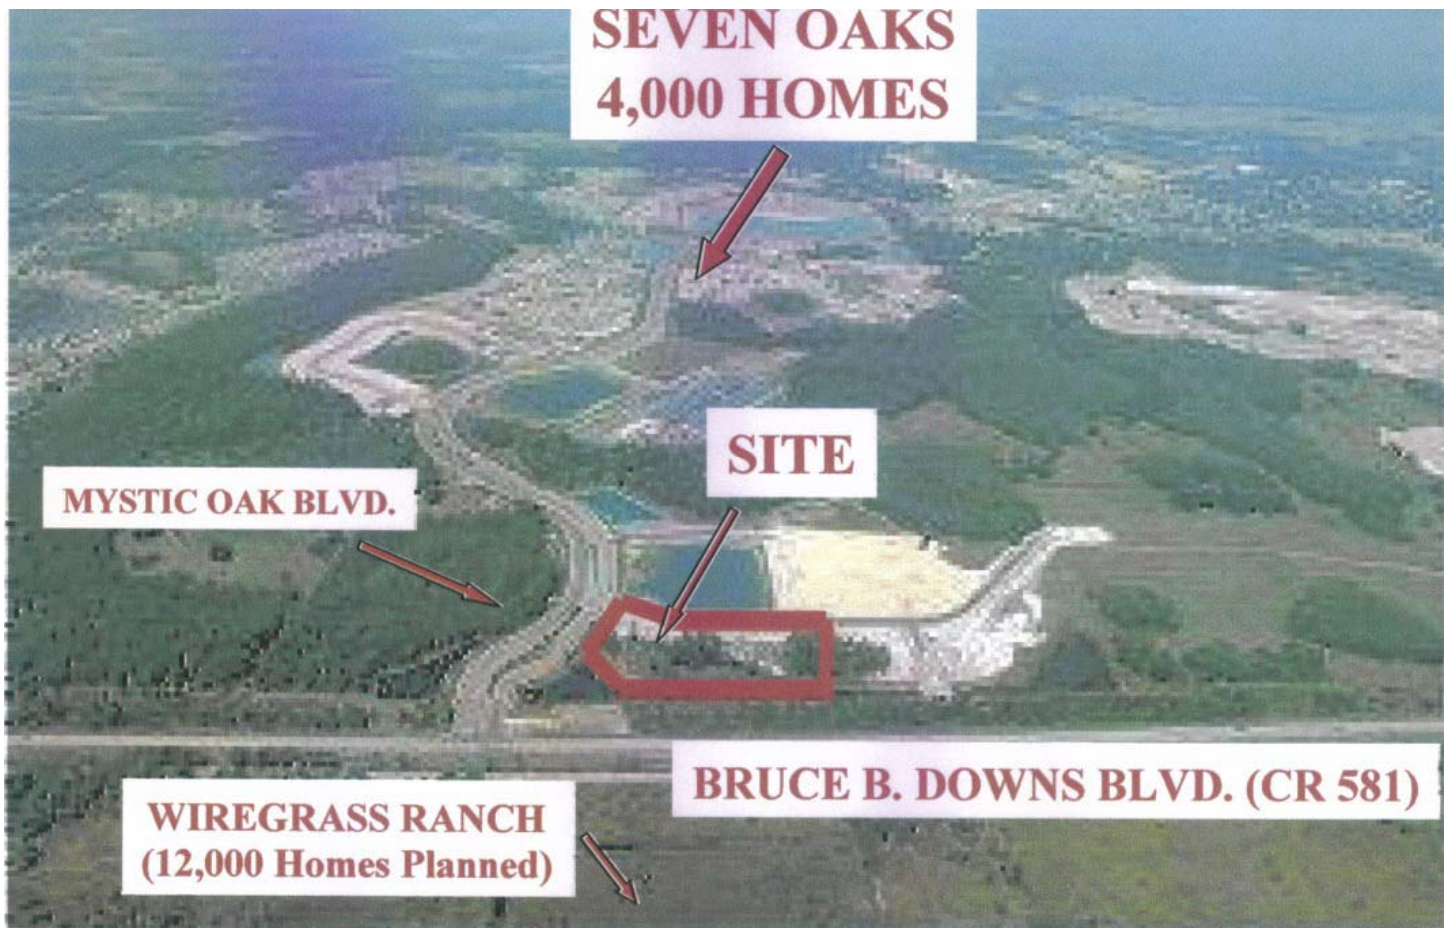 SEVEN OAKS
4,000 HOMES
SITE
MYSTIC OAK BLVD.
BRUCE B. DOWNS BLVD. (CR 581)
WIREGRASS RANCH
(12,000 Homes Planned)